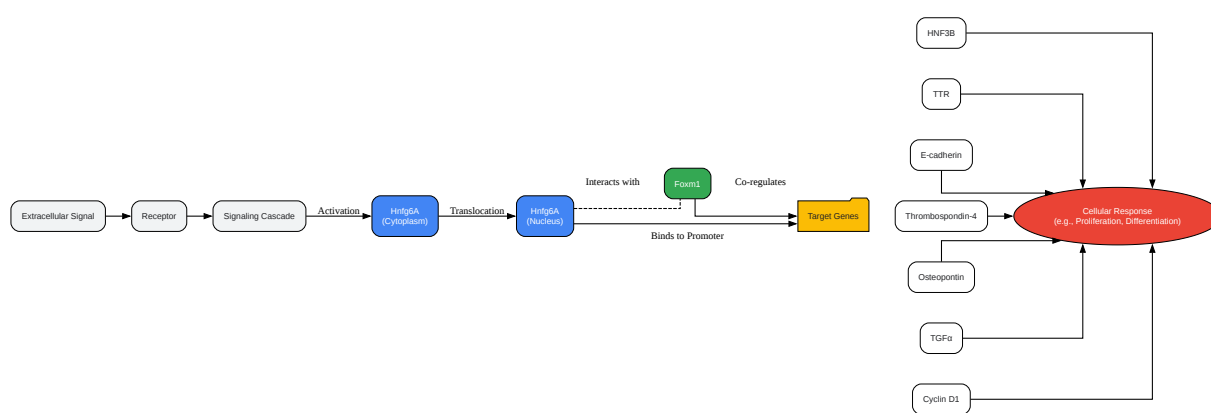 Extracellular Signal
Receptor
Signaling Cascade
Activation
Hnfg6A
(Cytoplasm)
Translocation
Hnfg6A
(Nucleus)
Interacts with
Foxm1
Co-regulates
Binds to Promoter
Target Genes
HNF3B
TTR
E-cadherin
Thrombospondin-4
Osteopontin
TGFα
Cyclin D1
Cellular Response
(e.g., Proliferation, Differentiation)